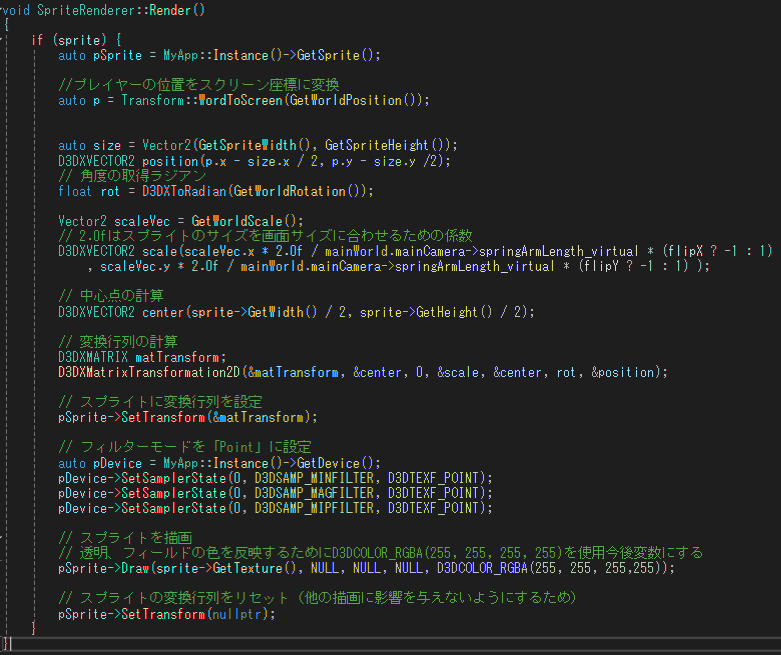 void SpriteRenderer::Render()
{
if (sprite) {
auto pSprite = MyApp::Instance()->GetSprite();
//プレイヤーの位置をスクリーン座標に変換
auto p = Transform::WordToScreen(GetWorldPosition());
auto size = Vector2(GetSpriteWidth(), GetSpriteHeight());
D3DXVECTOR2 position(p.x - size.x / 2, p.y - size.y /2);
// 角度の取得ラジアン
float rot = D3DXToRadian(GetWorldRotation());
Vector2 scaleVec = GetWorldScale();
// 2.0fはスプライトのサイズを画面サイズに合わせるための係数
D3DXVECTOR2 scale(scaleVec.x * 2.0f / mainWorld.mainCamera->springArmLength_virtual * (flipX ? -1 : 1)
, scaleVec.y * 2.0f / mainWorld.mainCamera->springArmLength_virtual * (flipY ? -1 : 1) );
// 中心点の計算
D3DXVECTOR2 center(sprite->GetWidth() / 2, sprite->GetHeight() / 2);
// 変換行列の計算
D3DXMATRIX matTransform;
D3DXMatrixTransformation2D(&matTransform, &center, 0, &scale, &center, rot, &position);
// スプライトに変換行列を設定
pSprite->SetTransform(&matTransform);
// フィルターモードを「Point」に設定
auto pDevice = MyApp::Instance()->GetDevice();
pDevice->SetSamplerState(0, D3DSAMP_MINFILTER, D3DTEXF_POINT);
pDevice->SetSamplerState(0, D3DSAMP_MAGFILTER, D3DTEXF_POINT);
pDevice->SetSamplerState(0, D3DSAMP_MIPFILTER, D3DTEXF_POINT);
// スプライトを描画
// 透明、フィールドの色を反映するためにD3DCOLOR_RGBA(255, 255, 255, 255)を使用今後変数にする
pSprite->Draw(sprite->GetTexture(), NULL, NULL, NULL, D3DCOLOR_RGBA(255, 255, 255,255));
// スプライトの変換行列をリセット（他の描画に影響を与えないようにするため）
pSprite->SetTransform(nullptr);
}
}